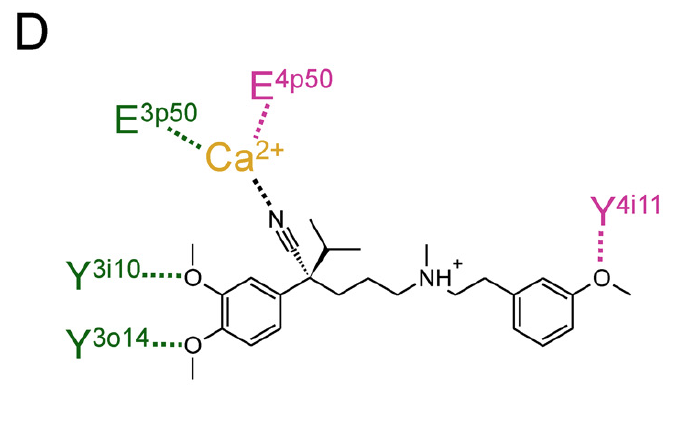 D
E4p50
E3p50
Ca2+
N
Y4i11
Y3i10
O
NH+
O
Y3o14
O